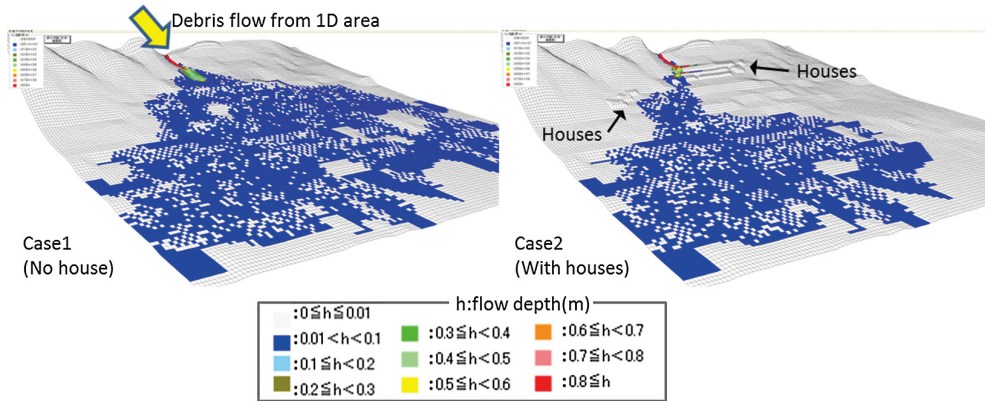 Debris flow from 1D area
Houses
Houses
Case1
(No house)
Case2
(With houses)
h:flow depth(m)
:0≦h≦0.01
:0.01<h<0.1
:0.1≦h<0.2
:0.2≦h<0.3
:0.3≦h<0.4
:0.4≦h<0.5
:0.5≦h<0.6
:0.6≦h<0.7
:0.7≦h<0.8
:0.8≦h